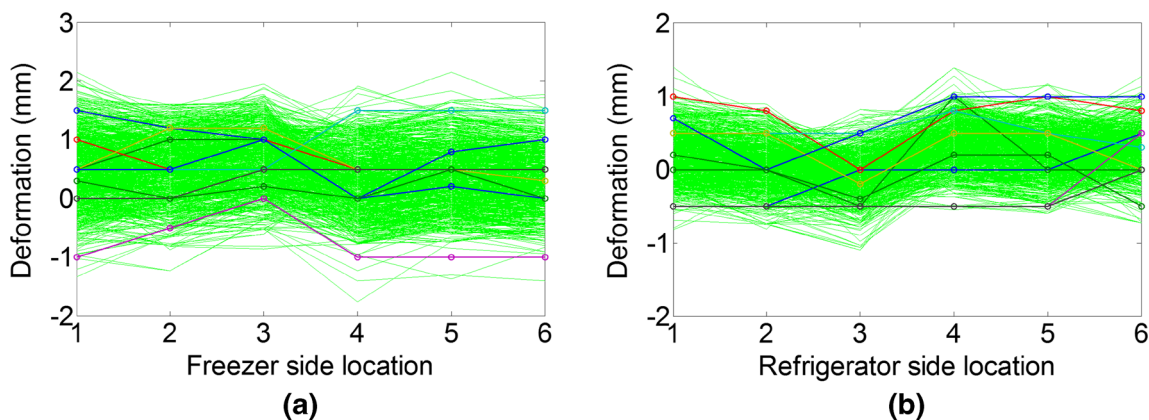 3
2
1
0
-1
-2
Deformation (mm)
1 2 3 4 5 6
Freezer side location
(a)
2
1
0
-1
-2
Deformation (mm)
1 2 3 4 5 6
Refrigerator side location
(b)